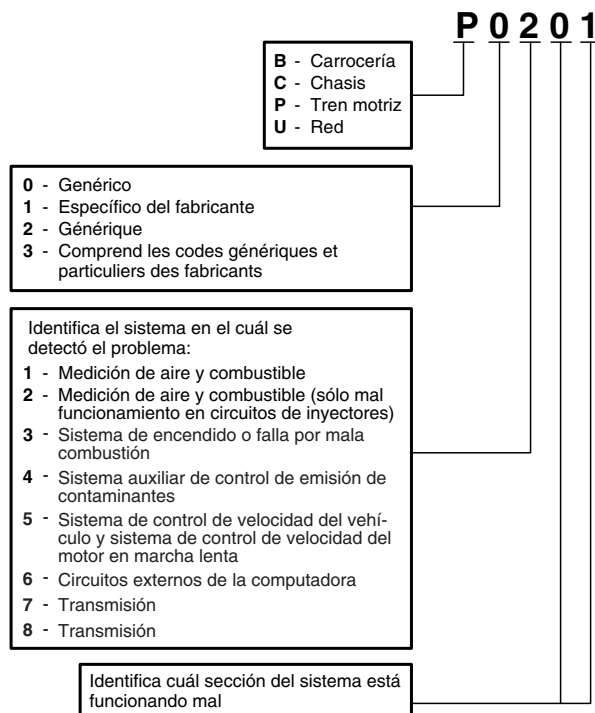 P 0 2 0 1
B - Carrocería
C - Chasis
P - Tren motriz
U - Red
0 - Genérico
1 - Específico del fabricante
2 - Générique
3 - Comprend les codes génériques et
particuliers des fabricants
Identifica el sistema en el cuál se
detectó el problema:
1 - Medición de aire y combustible
2 - Medición de aire y combustible (sólo mal
funcionamiento en circuitos de inyectores)
3 - Sistema de encendido o falla por mala
combustión
4 - Sistema auxiliar de control de emisión de
contaminantes
5 - Sistema de control de velocidad del vehí-
culo y sistema de control de velocidad del
motor en marcha lenta
6 - Circuitos externos de la computadora
7 - Transmisión
8 - Transmisión
Identifica cuál sección del sistema está
funcionando mal